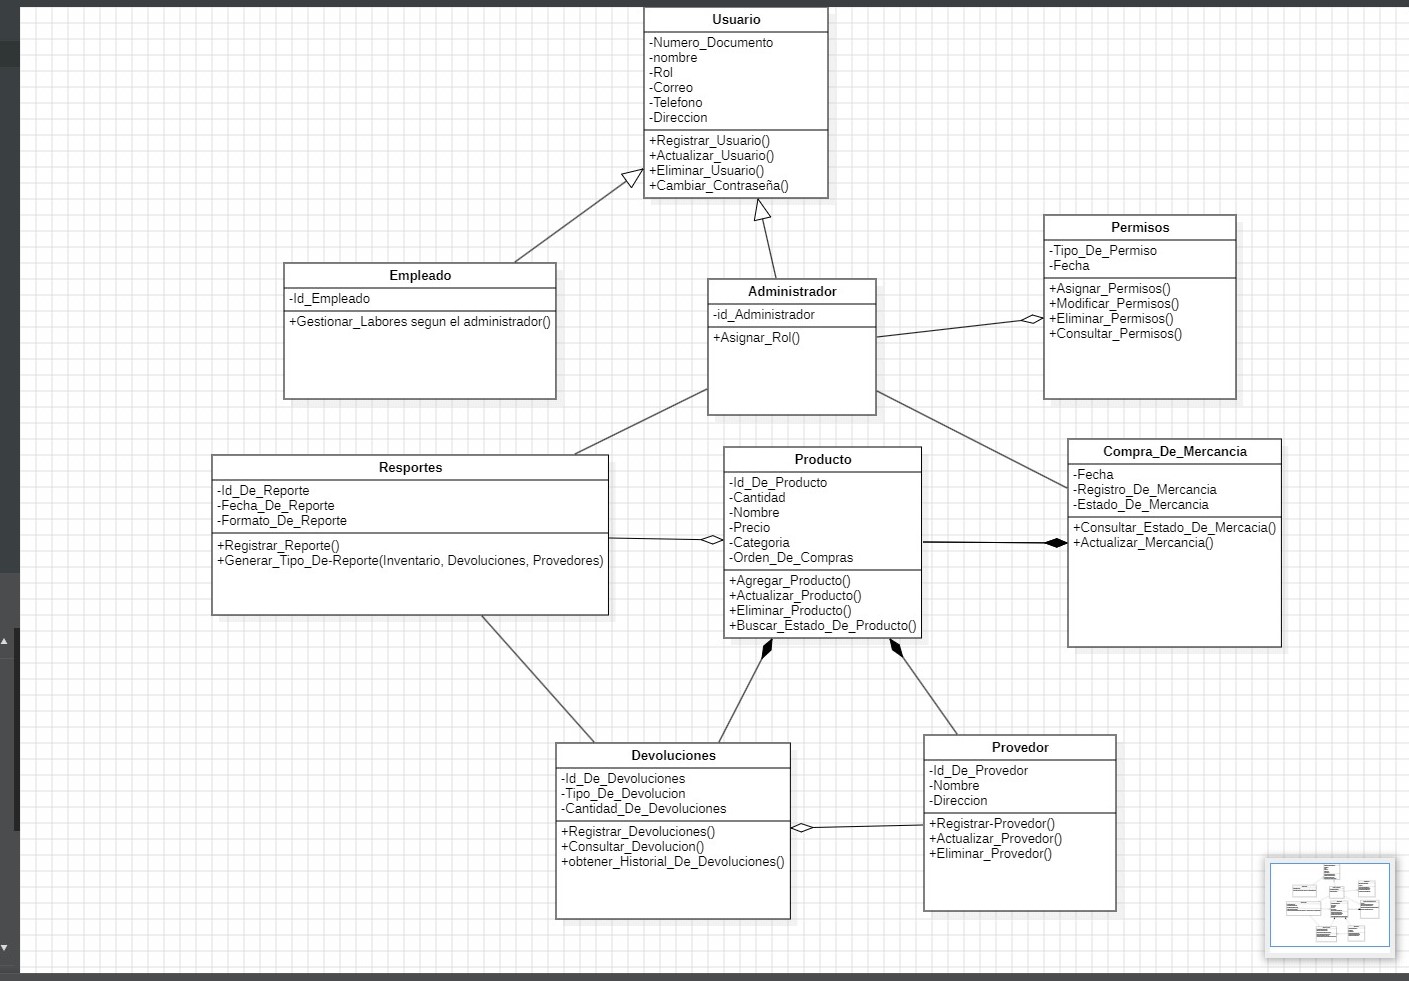 Usuario
-Numero_Documento
-nombre
-Rol
-Correo
-Telefono
-Direccion
+Registrar_Usuario()
+Actualizar_Usuario()
+Eliminar_Usuario()
+Cambiar_Contraseña()
Empleado
-Id_Empleado
+Gestionar_Labores segun el administrador()
Administrador
-id_Administrador
+Asignar_Rol()
Permisos
-Tipo_De_Permiso
-Fecha
+Asignar_Permisos()
+Modificar_Permisos()
+Eliminar_Permisos()
+Consultar_Permisos()
Resportes
-Id_De_Reporte
-Fecha_De_Reporte
-Formato_De_Reporte
+Registrar_Reporte()
+Generar_Tipo_De-Reporte(Inventario, Devoluciones, Provedores)
Producto
-Id_De_Producto
-Cantidad
-Nombre
-Precio
-Categoria
-Orden_De_Compras
+Agregar_Producto()
+Actualizar_Producto()
+Eliminar_Producto()
+Buscar_Estado_De_Producto()
Compra_De_Mercancia
-Fecha
-Registro_De_Mercancia
-Estado_De_Mercancia
+Consultar_Estado_De_Mercacia()
+Actualizar_Mercancia()
Devoluciones
-Id_De_Devoluciones
-Tipo_De_Devolucion
-Cantidad_De_Devoluciones
+Registrar_Devoluciones()
+Consultar_Devolucion()
+obtener_Historial_De_Devoluciones()
Provedor
-Id_De_Provedor
-Nombre
-Direccion
+Registrar-Provedor()
+Actualizar_Provedor()
+Eliminar_Provedor()